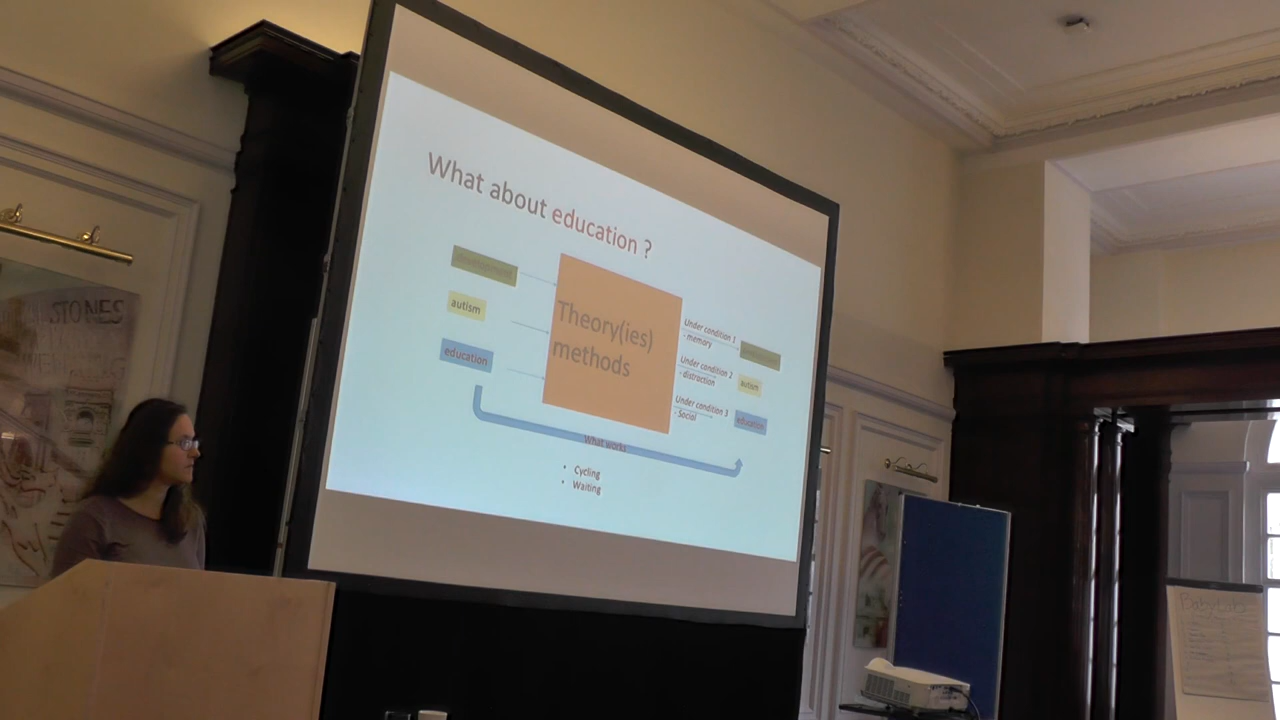 What about education ?
autism
education
Theory(ies)
methods
Under condition 1
- memory
Under condition 2
- distraction
Under condition 3
- Social
autism
education
What works
• Cycling
• Waiting
STONES
BabyLab